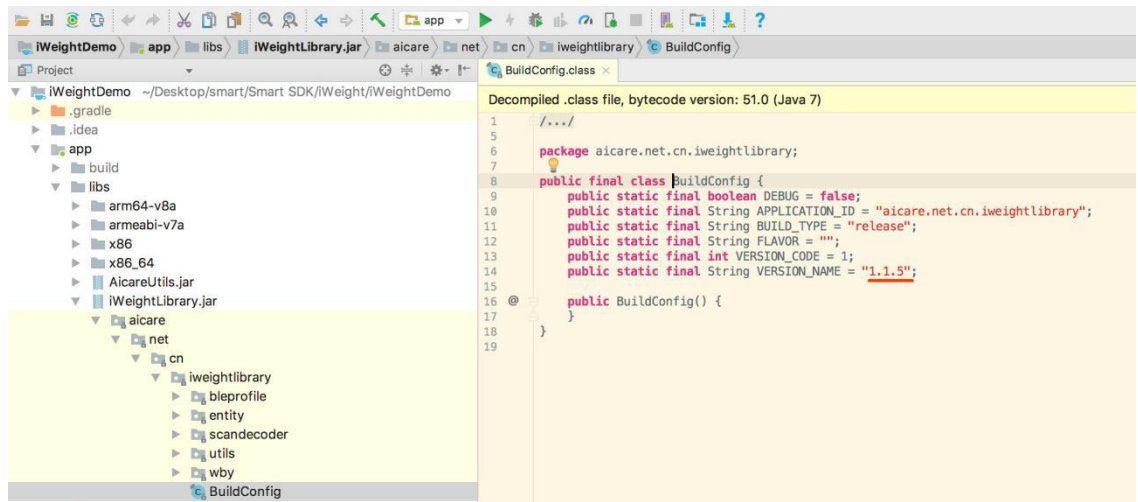 app
iWeightDemo app libs iWeightLibrary.jar aicare net cn iweightlibrary BuildConfig
Project
BuildConfig.class
iWeightDemo ~/Desktop/smart/Smart SDK/iWeight/iWeightDemo
.gradle
.idea
app
build
libs
arm64-v8a
armeabi-v7a
x86
x86_64
AicareUtils.jar
iWeightLibrary.jar
aicare
net
cn
iweightlibrary
bleprofile
entity
scandecoder
utils
wby
BuildConfig
Decompiled .class file, bytecode version: 51.0 (Java 7)
1 /.../
5
6 package aicare.net.cn.iweightlibrary;
7
8 public final class BuildConfig {
9 public static final boolean DEBUG = false;
10 public static final String APPLICATION_ID = "aicare.net.cn.iweightlibrary";
11 public static final String BUILD_TYPE = "release";
12 public static final String FLAVOR = "";
13 public static final int VERSION_CODE = 1;
14 public static final String VERSION_NAME = "1.1.5";
15
16 @ public BuildConfig() {
17 }
18 }
19